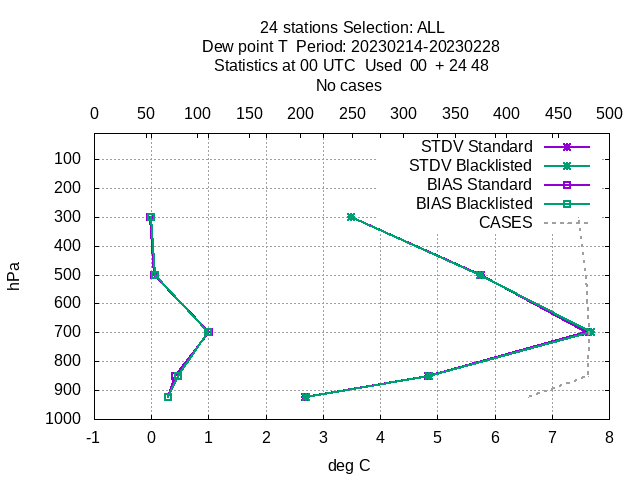 24 stations Selection: ALL
Dew point T  Period: 20230214-20230228
Statistics at 00 UTC  Used  00  + 24 48
No cases
0 50 100 150 200 250 300 350 400 450 500
STDV Standard
STDV Blacklisted
BIAS Standard
BIAS Blacklisted
CASES
100
200
300
400
500
600
700
800
900
1000
hPa
-1 0 1 2 3 4 5 6 7 8
deg C